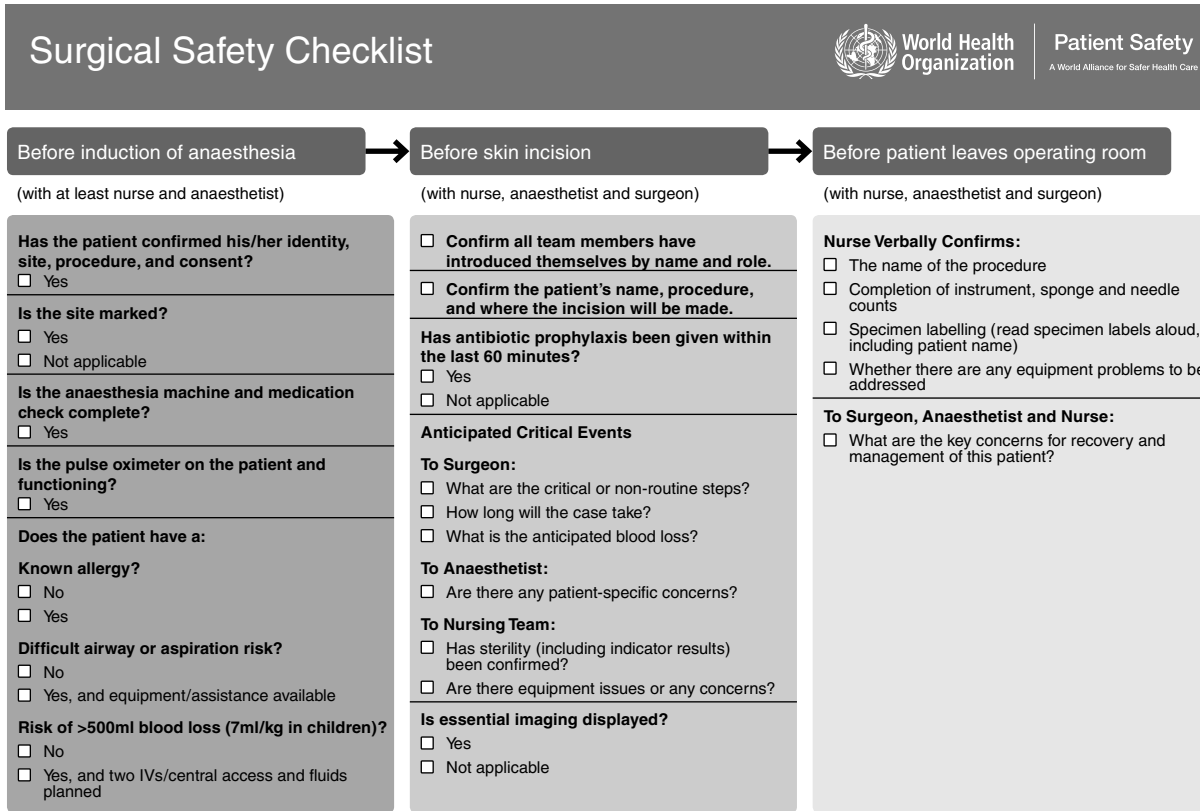 Surgical Safety Checklist
World Health
Organization
Patient Safety
A World Alliance for Safer Health Care
Before induction of anaesthesia
(with at least nurse and anaesthetist)
Has the patient confirmed his/her identity,
site, procedure, and consent?
Yes
Is the site marked?
Yes
Not applicable
Is the anaesthesia machine and medication
check complete?
Yes
Is the pulse oximeter on the patient and
functioning?
Yes
Does the patient have a:
Known allergy?
No
Yes
Difficult airway or aspiration risk?
No
Yes, and equipment/assistance available
Risk of >500ml blood loss (7ml/kg in children)?
No
Yes, and two IVs/central access and fluids
planned
Before skin incision
(with nurse, anaesthetist and surgeon)
Confirm all team members have
introduced themselves by name and role.
Confirm the patient's name, procedure,
and where the incision will be made.
Has antibiotic prophylaxis been given within
the last 60 minutes?
Yes
Not applicable
Anticipated Critical Events
To Surgeon:
What are the critical or non-routine steps?
How long will the case take?
What is the anticipated blood loss?
To Anaesthetist:
Are there any patient-specific concerns?
To Nursing Team:
Has sterility (including indicator results)
been confirmed?
Are there equipment issues or any concerns?
Is essential imaging displayed?
Yes
Not applicable
Before patient leaves operating room
(with nurse, anaesthetist and surgeon)
Nurse Verbally Confirms:
The name of the procedure
Completion of instrument, sponge and needle
counts
Specimen labelling (read specimen labels aloud,
including patient name)
Whether there are any equipment problems to be
addressed
To Surgeon, Anaesthetist and Nurse:
What are the key concerns for recovery and
management of this patient?